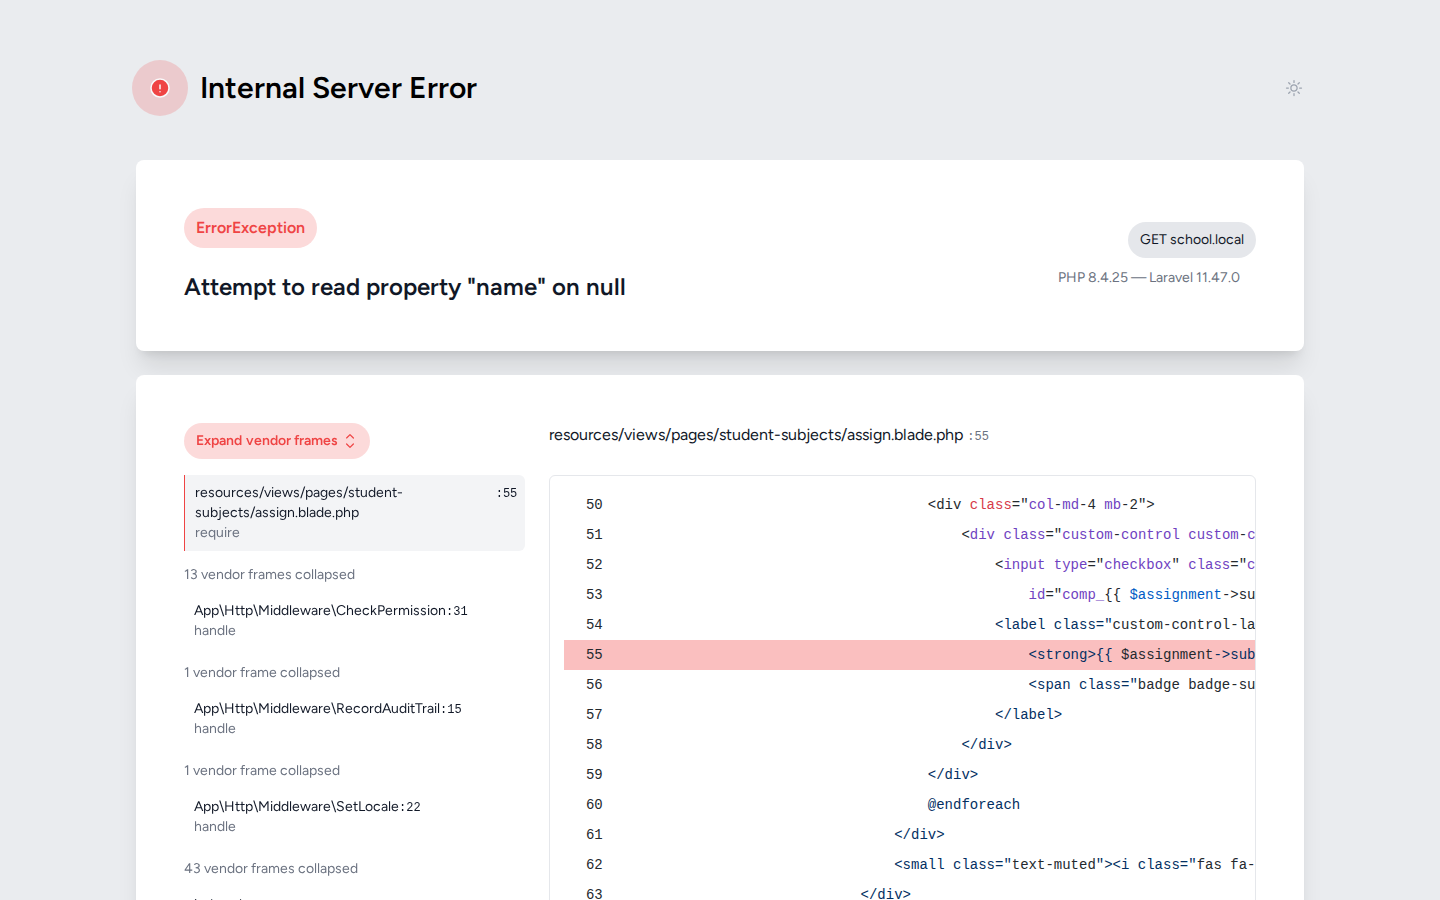 Internal Server Error
ErrorException
GET school.local
Attempt to read property "name" on null
PHP 8.4.25 — Laravel 11.47.0
Expand vendor frames
resources/views/pages/student-subjects/assign.blade.php :55
resources/views/pages/student- :55
subjects/assign.blade.php
require
13 vendor frames collapsed
App\Http\Middleware\CheckPermission:31
handle
1 vendor frame collapsed
App\Http\Middleware\RecordAuditTrail:15
handle
1 vendor frame collapsed
App\Http\Middleware\SetLocale:22
handle
43 vendor frames collapsed
50 <div class="col-md-4 mb-2">
51 <div class="custom-control custom-c
52 <input type="checkbox" class="c
53 id="comp_{{ $assignment->su
54 <label class="custom-control-la
55 <strong>{{ $assignment->sub
56 <span class="badge badge-su
57 </label>
58 </div>
59 </div>
60 @endforeach
61 </div>
62 <small class="text-muted"><i class="fas fa-
63 </div>